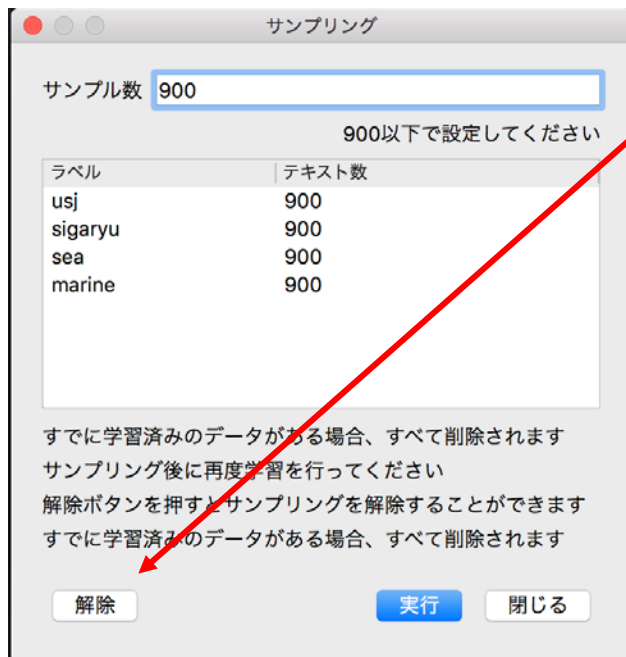 サンプリング
サンプル数 900
900以下で設定してください
ラベル テキスト数
usj 900
sigaryu 900
sea 900
marine 900
すでに学習済みのデータがある場合、すべて削除されます
サンプリング後に再度学習を行ってください
解除ボタンを押すとサンプリングを解除することができます
すでに学習済みのデータがある場合、すべて削除されます
解除 実行 閉じる